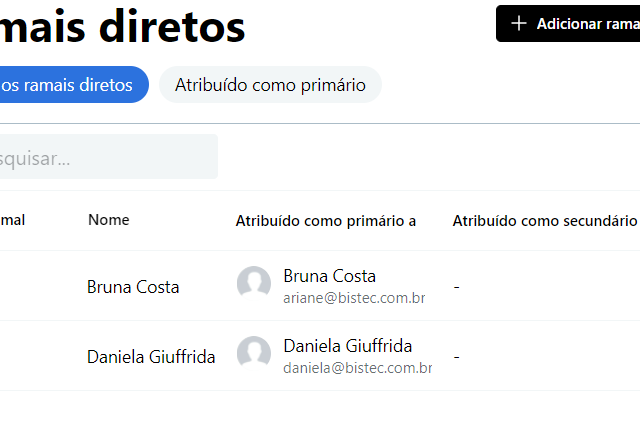 mais diretos
Adicionar rama
os ramais diretos
Atribuído como primário
squisar...
mal
Nome
Atribuído como primário a
Atribuído como secundário
Bruna Costa
Bruna Costa
ariane@bistec.com.br
-
Daniela Giuffrida
Daniela Giuffrida
daniela@bistec.com.br
-